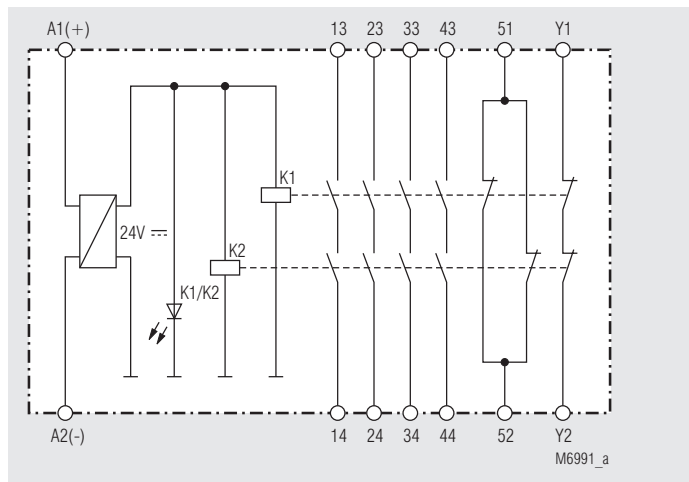 A1(+) 13 23 33 43 51 Y1
K1
24V
K2
K1/K2
A2(-) 14 24 34 44 52 Y2
M6991_a